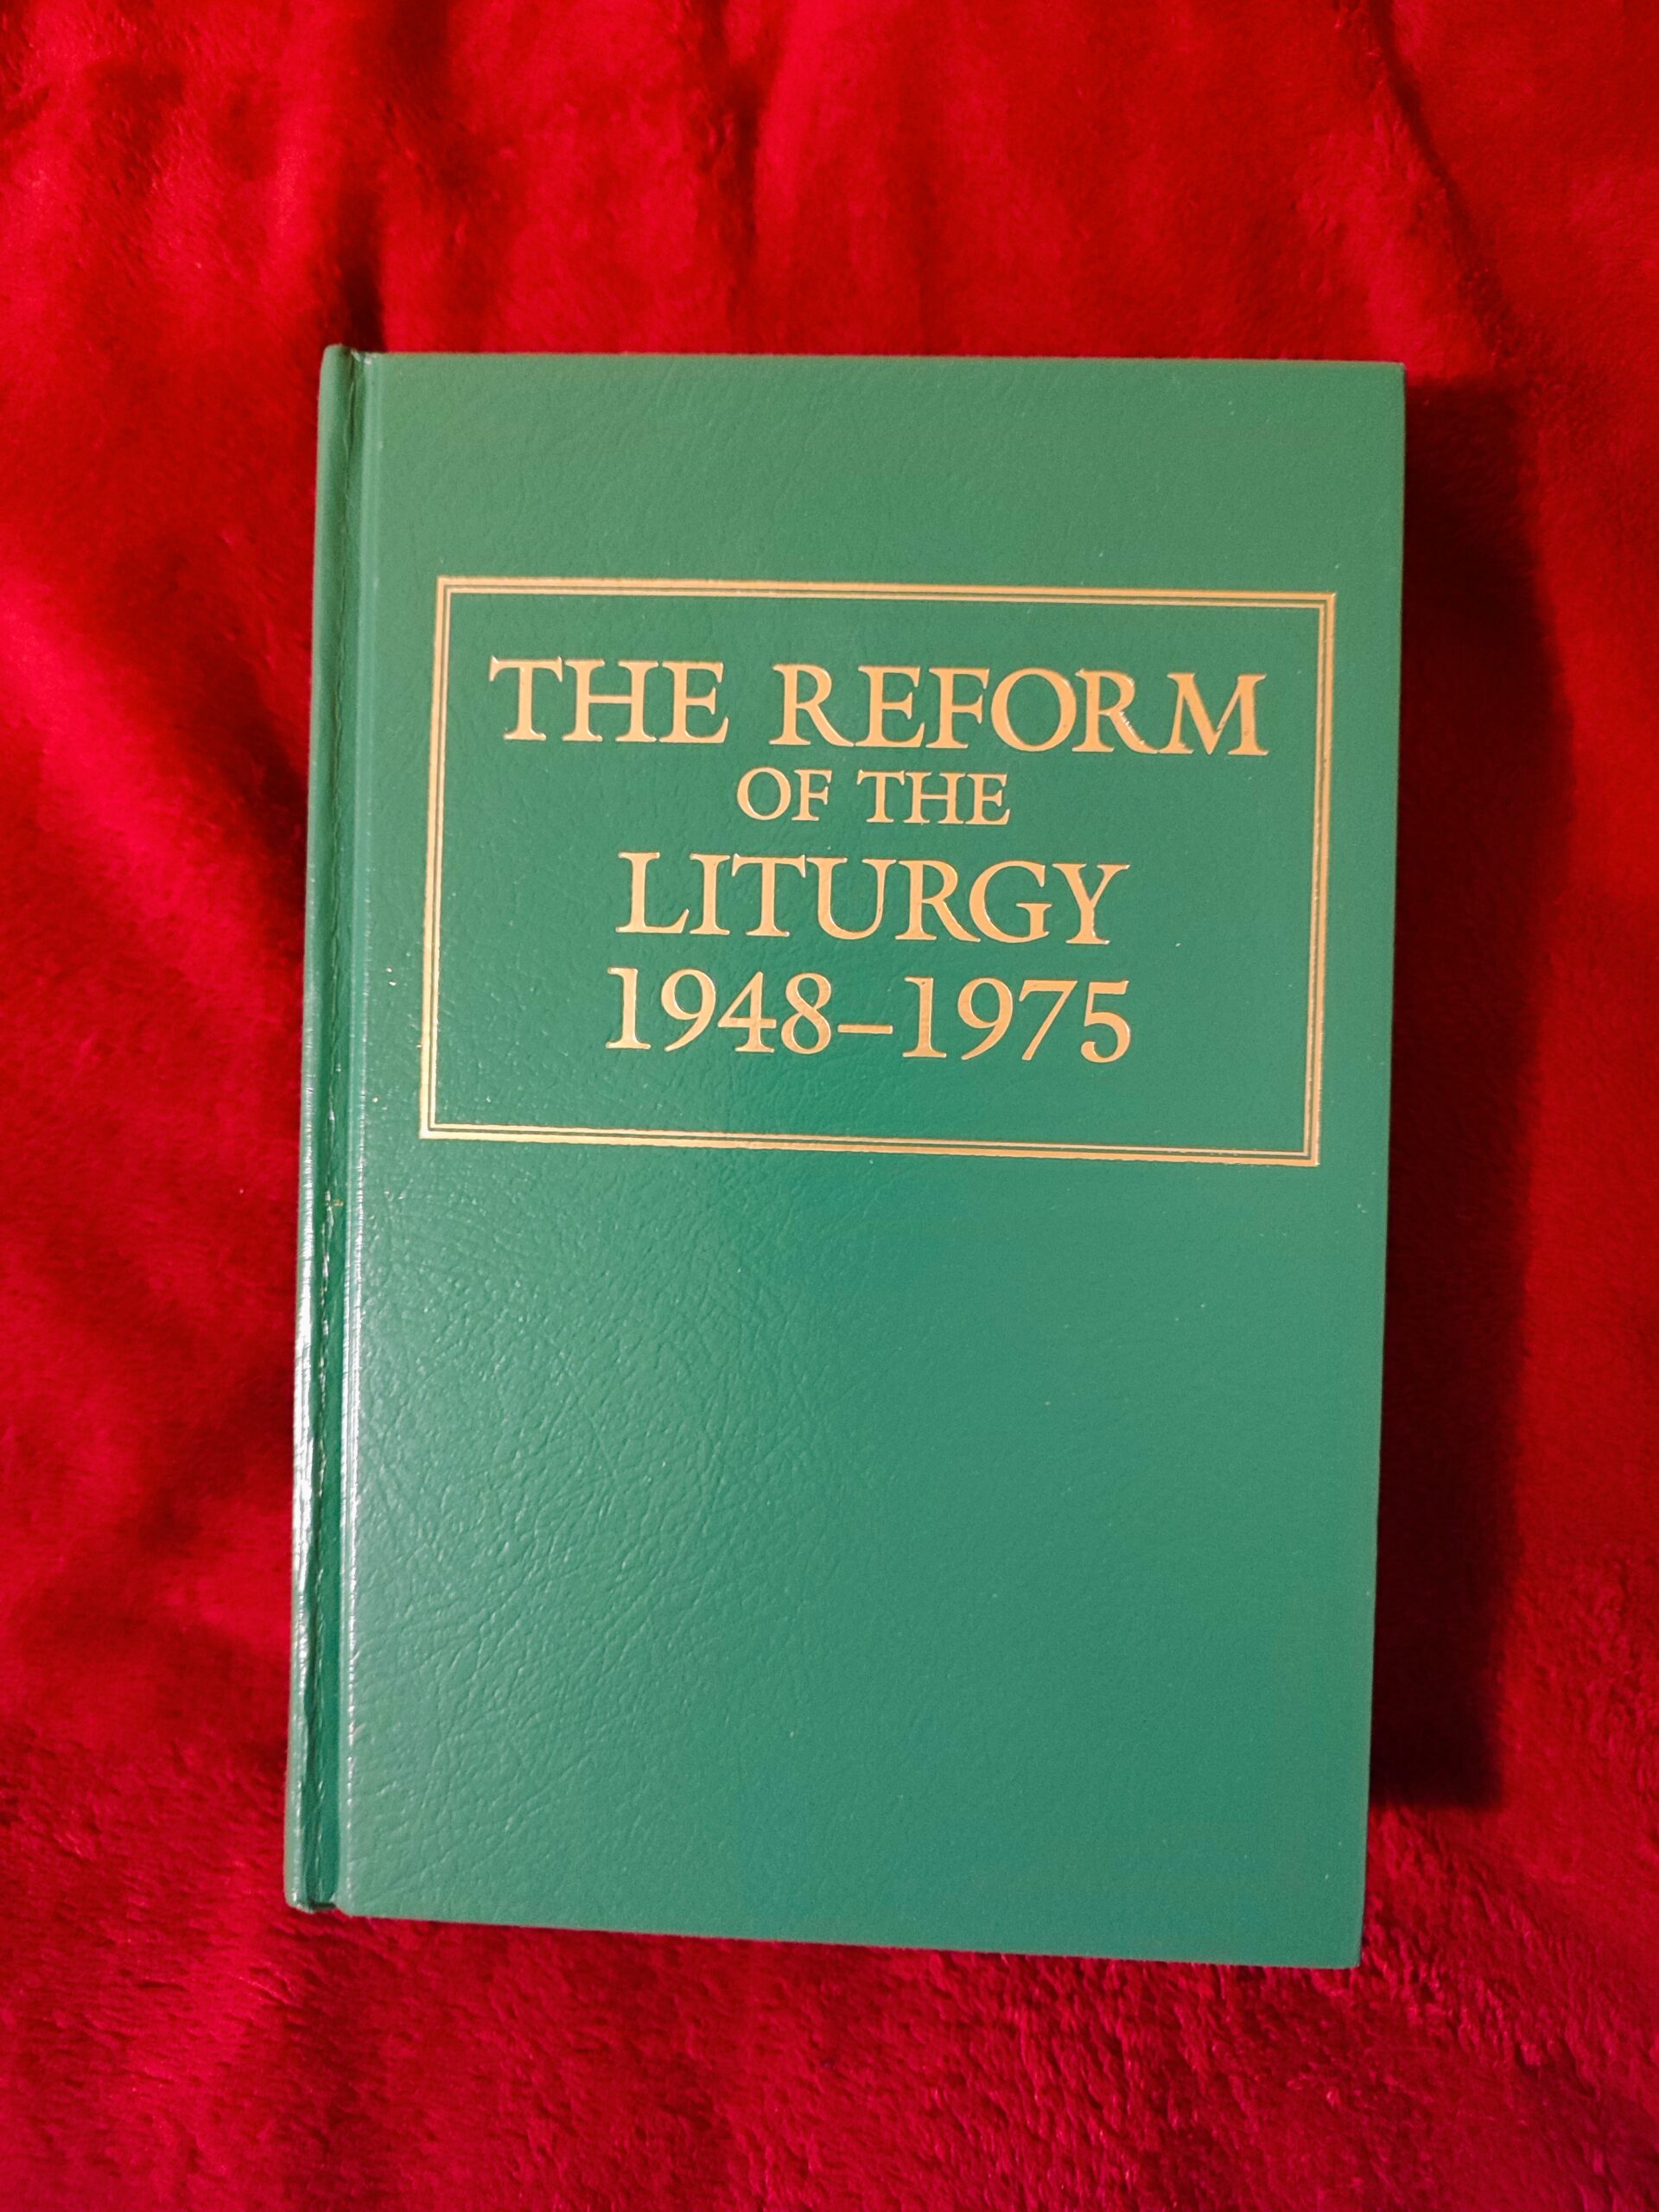 THE REFORM
OF THE
LITURGY
1948–1975